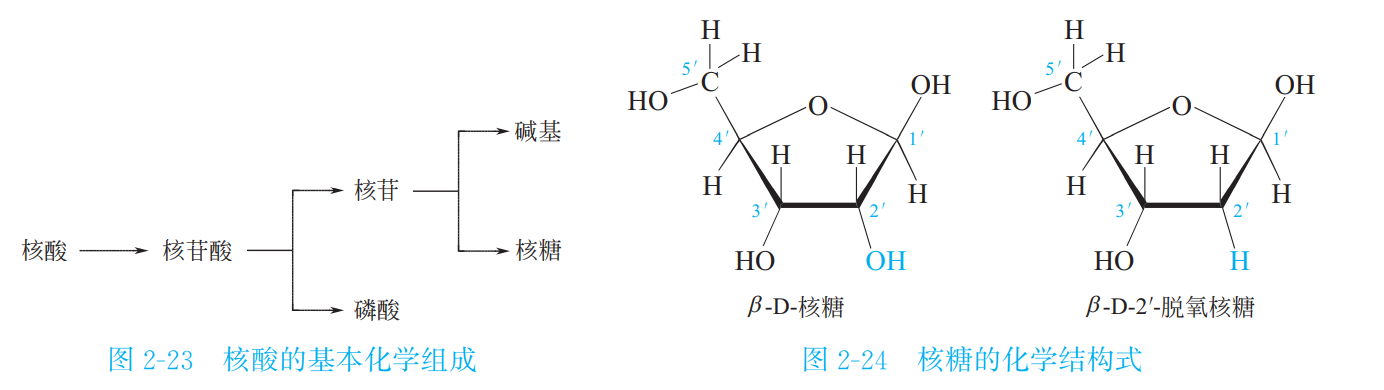 核酸
核苷酸
核苷
磷酸
碱基
核糖
图 2-23 核酸的基本化学组成
H
H
5′
C
HO
O
OH
4′
1′
H
H
H
H
3′
2′
HO
OH
β-D-核糖
H
H
5′
C
HO
O
OH
4′
1′
H
H
H
H
3′
2′
HO
H
β-D-2′-脱氧核糖
图 2-24 核糖的化学结构式